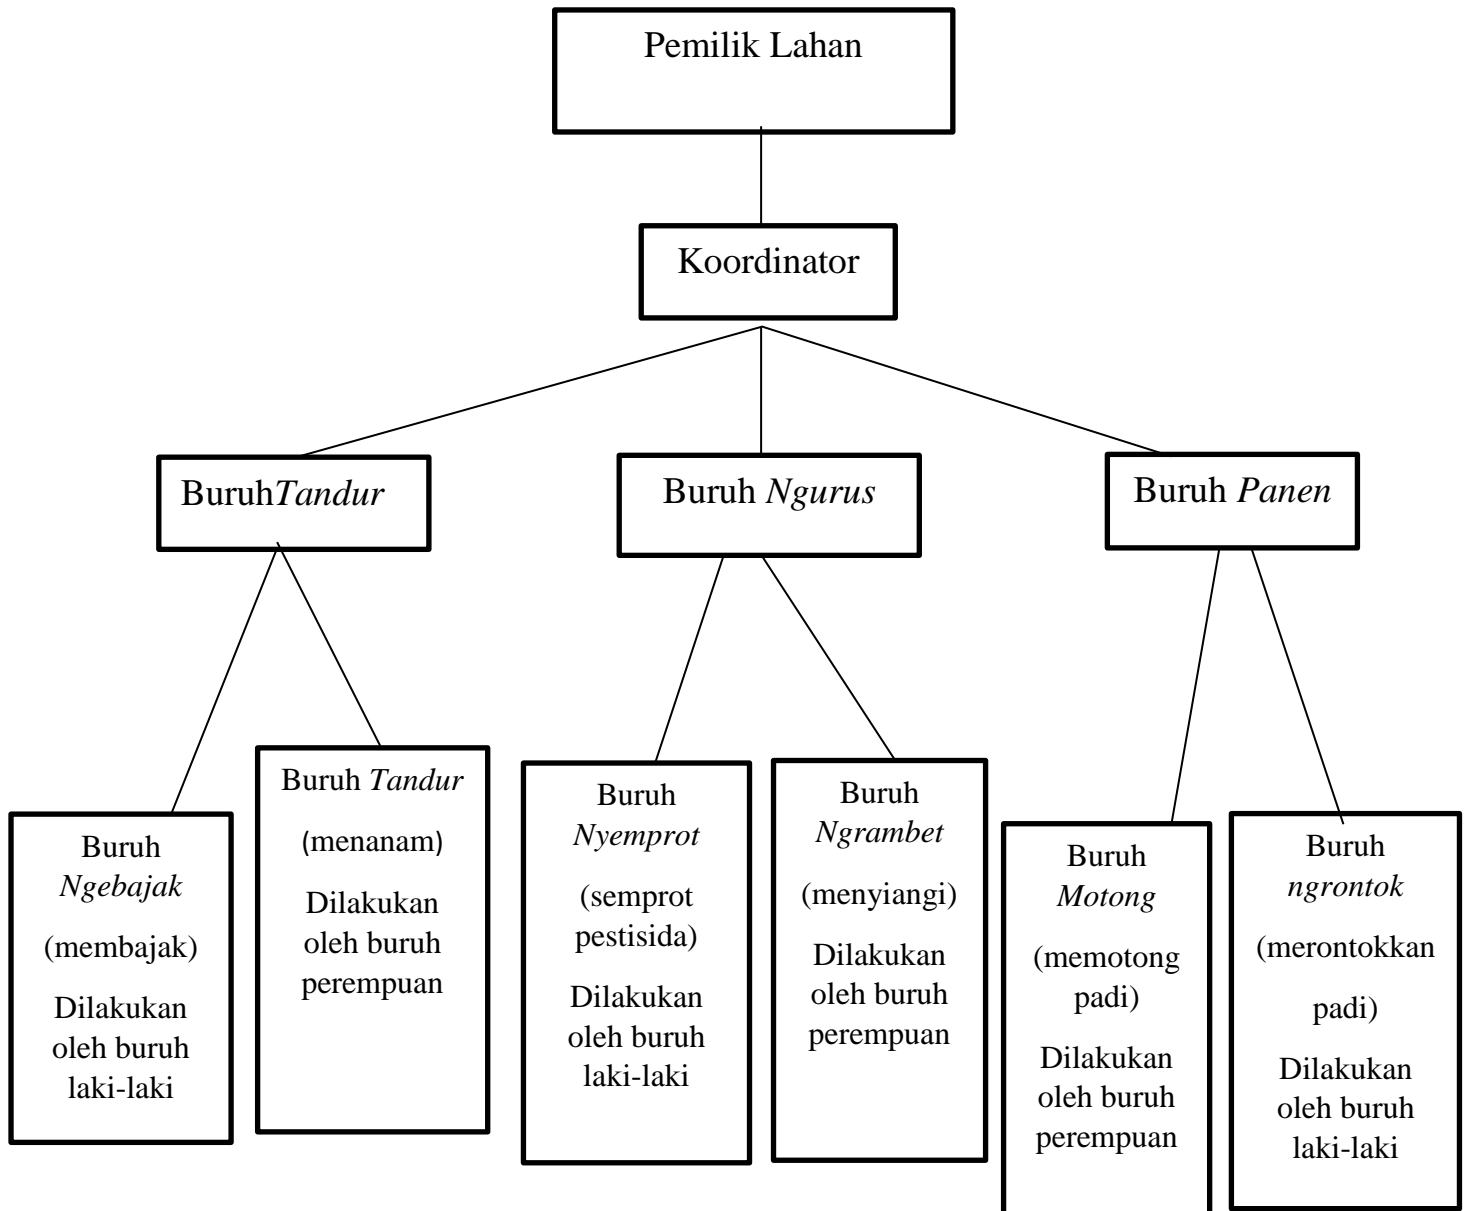 Pemilik Lahan
Koordinator
BuruhTandur
Buruh Ngurus
Buruh Panen
Buruh
Ngebajak
(membajak)
Dilakukan
oleh buruh
laki-laki
Buruh Tandur
(menanam)
Dilakukan
oleh buruh
perempuan
Buruh
Nyemprot
(semprot
pestisida)
Dilakukan
oleh buruh
laki-laki
Buruh
Ngrambet
(menyiangi)
Dilakukan
oleh buruh
perempuan
Buruh
Motong
(memotong
padi)
Dilakukan
oleh buruh
perempuan
Buruh
ngrontok
(merontokkan
padi)
Dilakukan
oleh buruh
laki-laki